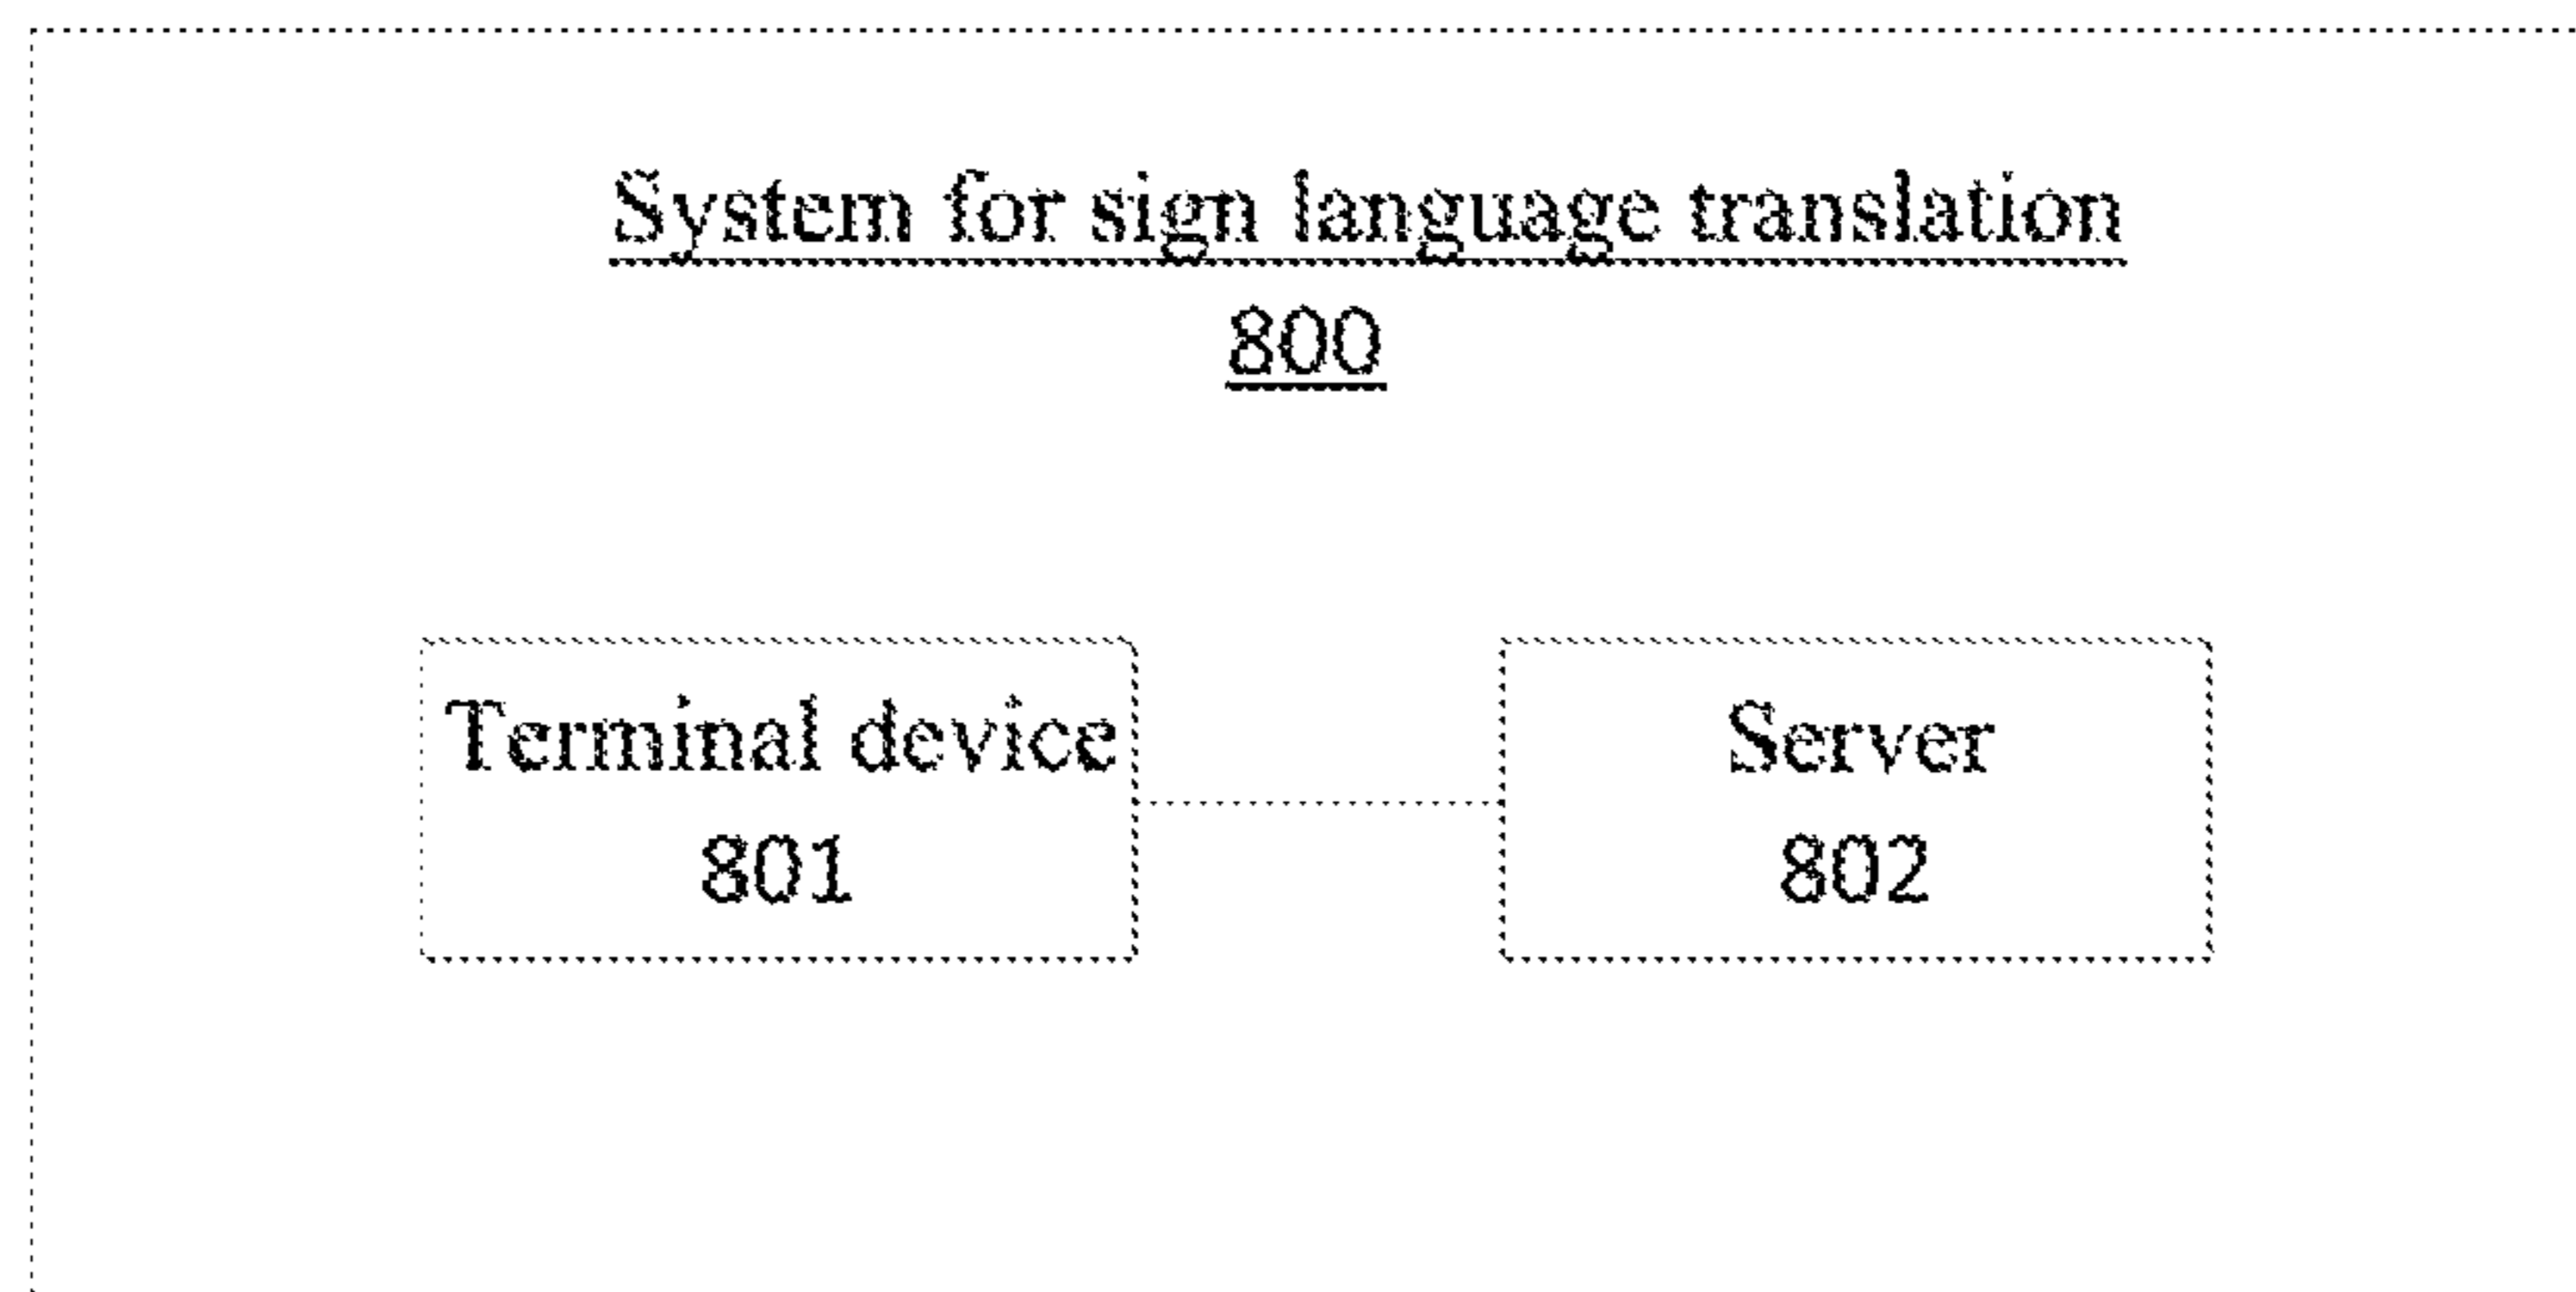 System for sign language translation
800
Terminal device
801
Server
802